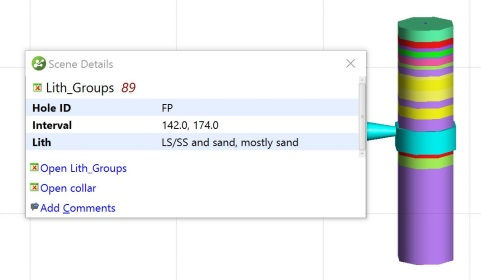 Scene Details
Lith_Groups 89
Hole ID FP
Interval 142.0, 174.0
Lith LS/SS and sand, mostly sand
Open Lith_Groups
Open collar
Add Comments